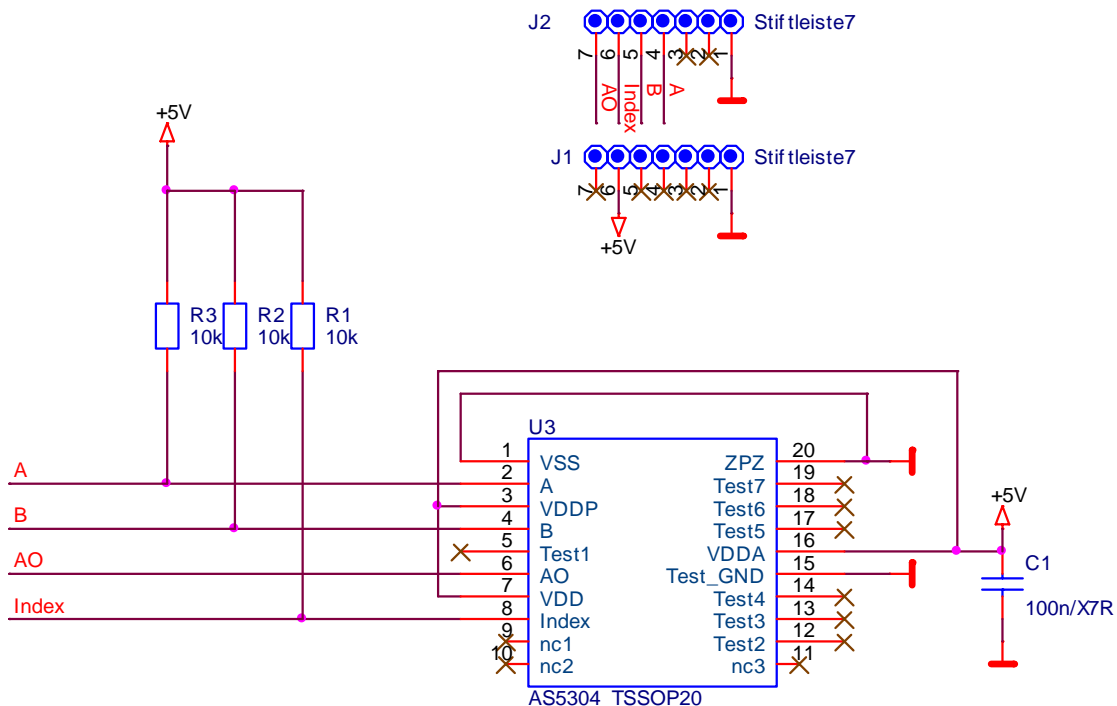 J2 Stiftleiste7
7 6 5 4 3 2 1
AO Index B A
+5V
J1 Stiftleiste7
7 6 5 4 3 2 1
+5V
R3 10k
R2 10k
R1 10k
U3
1 VSS ZPZ 20
A 2 A Test7 19
3 VDDP Test6 18
B 4 B Test5 17
5 Test1 VDDA 16
+5V
AO 6 AO Test_GND 15
C1
7 VDD Test4 14
100n/X7R
Index 8 Index Test3 13
9 nc1 Test2 12
10 nc2 nc3 11
AS5304 TSSOP20